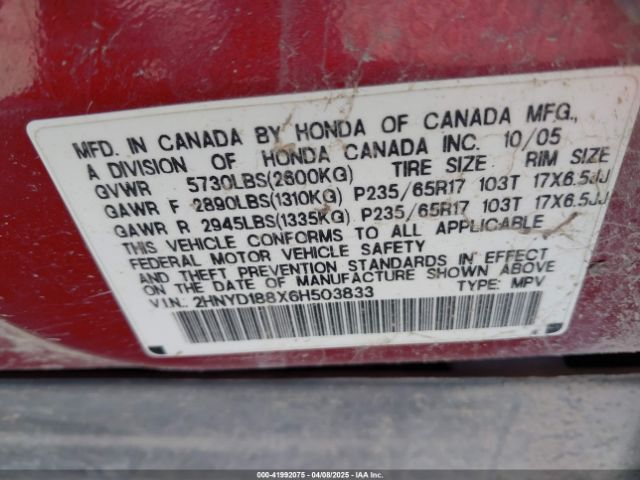 MFD. IN CANADA BY HONDA OF CANADA MFG.,
A DIVISION OF HONDA CANADA INC. 10/05
GVWR 5730LBS(2600KG) TIRE SIZE RIM SIZE
GAWR F 2890LBS(1310KG) P235/65R17 103T 17X6.5JJ
GAWR R 2945LBS(1335KG) P235/65R17 103T 17X6.5JJ
THIS VEHICLE CONFORMS TO ALL APPLICABLE
FEDERAL MOTOR VEHICLE SAFETY
AND THEFT PREVENTION STANDARDS IN EFFECT
ON THE DATE OF MANUFACTURE SHOWN ABOVE.
V.I.N.: 2HNYD188X6H503833 TYPE: MPV
000-41992075 - 04/08/2025 - IAA Inc.